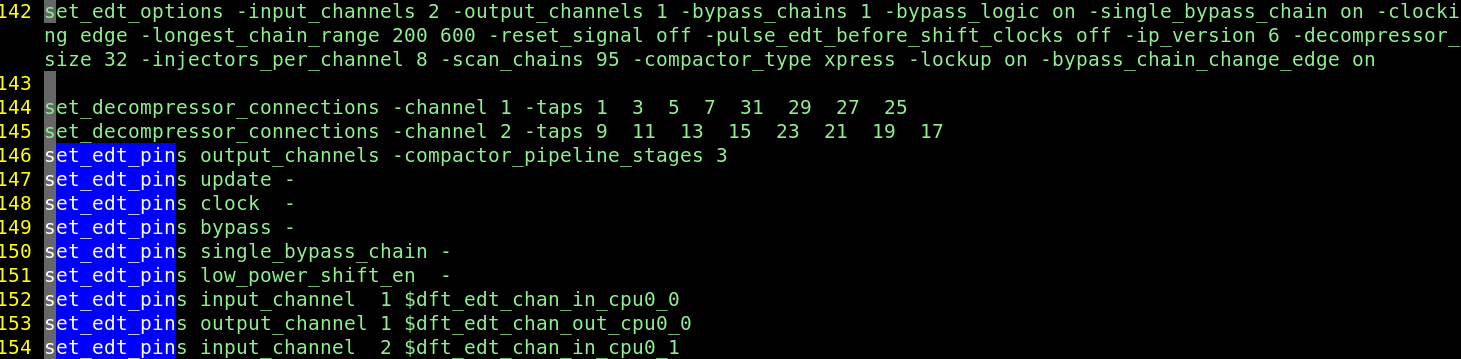 142 set_edt_options -input_channels 2 -output_channels 1 -bypass_chains 1 -bypass_logic on -single_bypass_chain on -clocki
ng edge -longest_chain_range 200 600 -reset_signal off -pulse_edt_before_shift_clocks off -ip_version 6 -decompressor_
size 32 -injectors_per_channel 8 -scan_chains 95 -compactor_type xpress -lockup on -bypass_chain_change_edge on
143
144 set_decompressor_connections -channel 1 -taps 1  3  5  7  31  29  27  25
145 set_decompressor_connections -channel 2 -taps 9  11  13  15  23  21  19  17
146 set_edt_pins output_channels -compactor_pipeline_stages 3
147 set_edt_pins update -
148 set_edt_pins clock  -
149 set_edt_pins bypass -
150 set_edt_pins single_bypass_chain -
151 set_edt_pins low_power_shift_en  -
152 set_edt_pins input_channel  1 $dft_edt_chan_in_cpu0_0
153 set_edt_pins output_channel 1 $dft_edt_chan_out_cpu0_0
154 set_edt_pins input_channel  2 $dft_edt_chan_in_cpu0_1